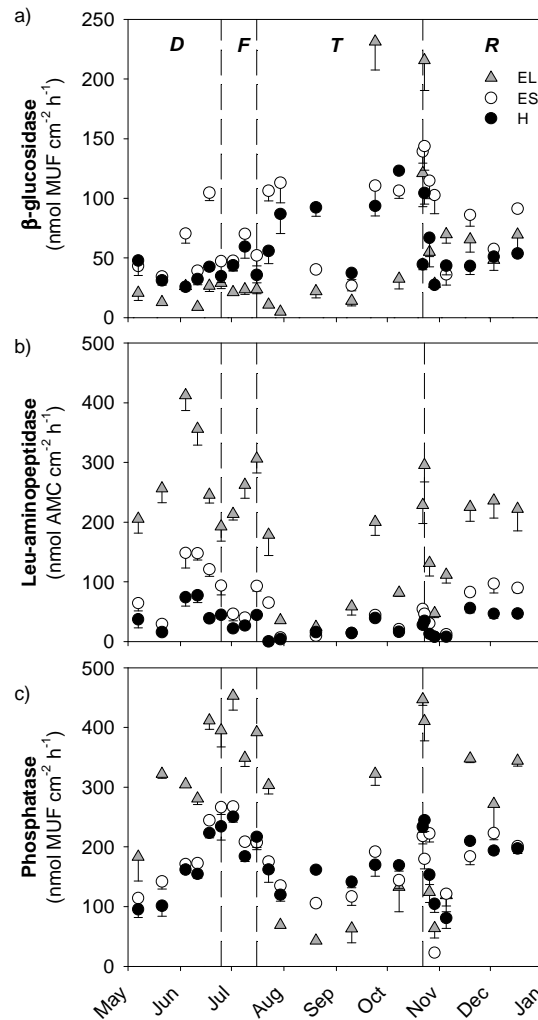 a)
D F T R
250
200
150
100
50
0
β-glucosidase
(nmol MUF cm-2 h-1)
EL
ES
H
b)
500
400
300
200
100
0
Leu-aminopeptidase
(nmol AMC cm-2 h-1)
c)
500
400
300
200
100
0
Phosphatase
(nmol MUF cm-2 h-1)
May Jun Jul Aug Sep Oct Nov Dec Jan